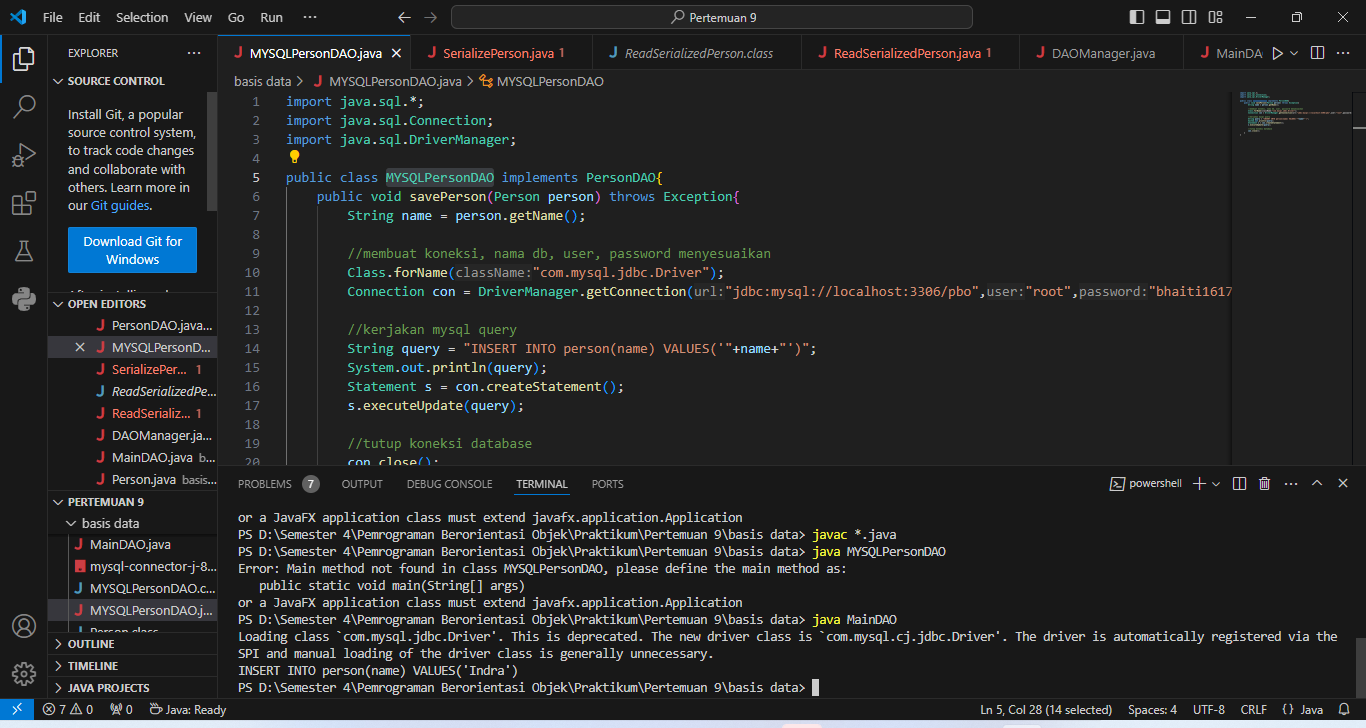 File Edit Selection View Go Run ··· Pertemuan 9
EXPLORER ···
SOURCE CONTROL
Install Git, a popular
source control system,
to track code changes
and collaborate with
others. Learn more in
our Git guides.
Download Git for
Windows
OPEN EDITORS
PersonDAO.java...
MYSQLPersonD...
SerializePer... 1
ReadSerializedPe...
ReadSerializ... 1
DAOManager.ja...
MainDAO.java b...
Person.java basis...
PERTEMUAN 9
basis data
MainDAO.java
mysql-connector-j-8...
MYSQLPersonDAO.c...
MYSQLPersonDAO.j...
Person.class
OUTLINE
TIMELINE
JAVA PROJECTS
MYSQLPersonDAO.java SerializePerson.java 1 ReadSerializedPerson.class ReadSerializedPerson.java 1 DAOManager.java MainDA
basis data > MYSQLPersonDAO.java > MYSQLPersonDAO
1 import java.sql.*;
2 import java.sql.Connection;
3 import java.sql.DriverManager;
4
5 public class MYSQLPersonDAO implements PersonDAO{
6 public void savePerson(Person person) throws Exception{
7 String name = person.getName();
8
9 //membuat koneksi, nama db, user, password menyesuaikan
10 Class.forName(className:"com.mysql.jdbc.Driver");
11 Connection con = DriverManager.getConnection(url:"jdbc:mysql://localhost:3306/pbo",user:"root",password:"bhaiti1617
12
13 //kerjakan mysql query
14 String query = "INSERT INTO person(name) VALUES('"+name+"')";
15 System.out.println(query);
16 Statement s = con.createStatement();
17 s.executeUpdate(query);
18
19 //tutup koneksi database
20 con.close();
PROBLEMS 7 OUTPUT DEBUG CONSOLE TERMINAL PORTS powershell
or a JavaFX application class must extend javafx.application.Application
PS D:\Semester 4\Pemrograman Berorientasi Objek\Praktikum\Pertemuan 9\basis data> javac *.java
PS D:\Semester 4\Pemrograman Berorientasi Objek\Praktikum\Pertemuan 9\basis data> java MYSQLPersonDAO
Error: Main method not found in class MYSQLPersonDAO, please define the main method as:
public static void main(String[] args)
or a JavaFX application class must extend javafx.application.Application
PS D:\Semester 4\Pemrograman Berorientasi Objek\Praktikum\Pertemuan 9\basis data> java MainDAO
Loading class `com.mysql.jdbc.Driver'. This is deprecated. The new driver class is `com.mysql.cj.jdbc.Driver'. The driver is automatically registered via the
SPI and manual loading of the driver class is generally unnecessary.
INSERT INTO person(name) VALUES('Indra')
PS D:\Semester 4\Pemrograman Berorientasi Objek\Praktikum\Pertemuan 9\basis data>
7 0 0 Java: Ready Ln 5, Col 28 (14 selected) Spaces: 4 UTF-8 CRLF {} Java